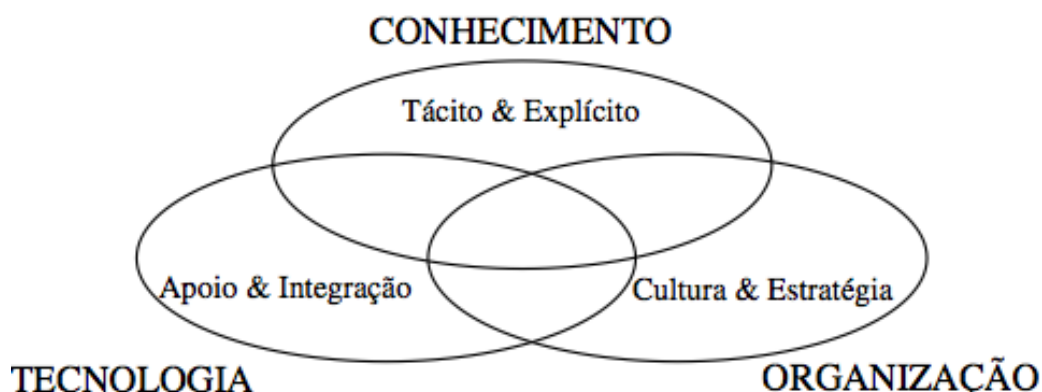 CONHECIMENTO
Tácito & Explícito
Apoio & Integração
Cultura & Estratégia
TECNOLOGIA
ORGANIZAÇÃO